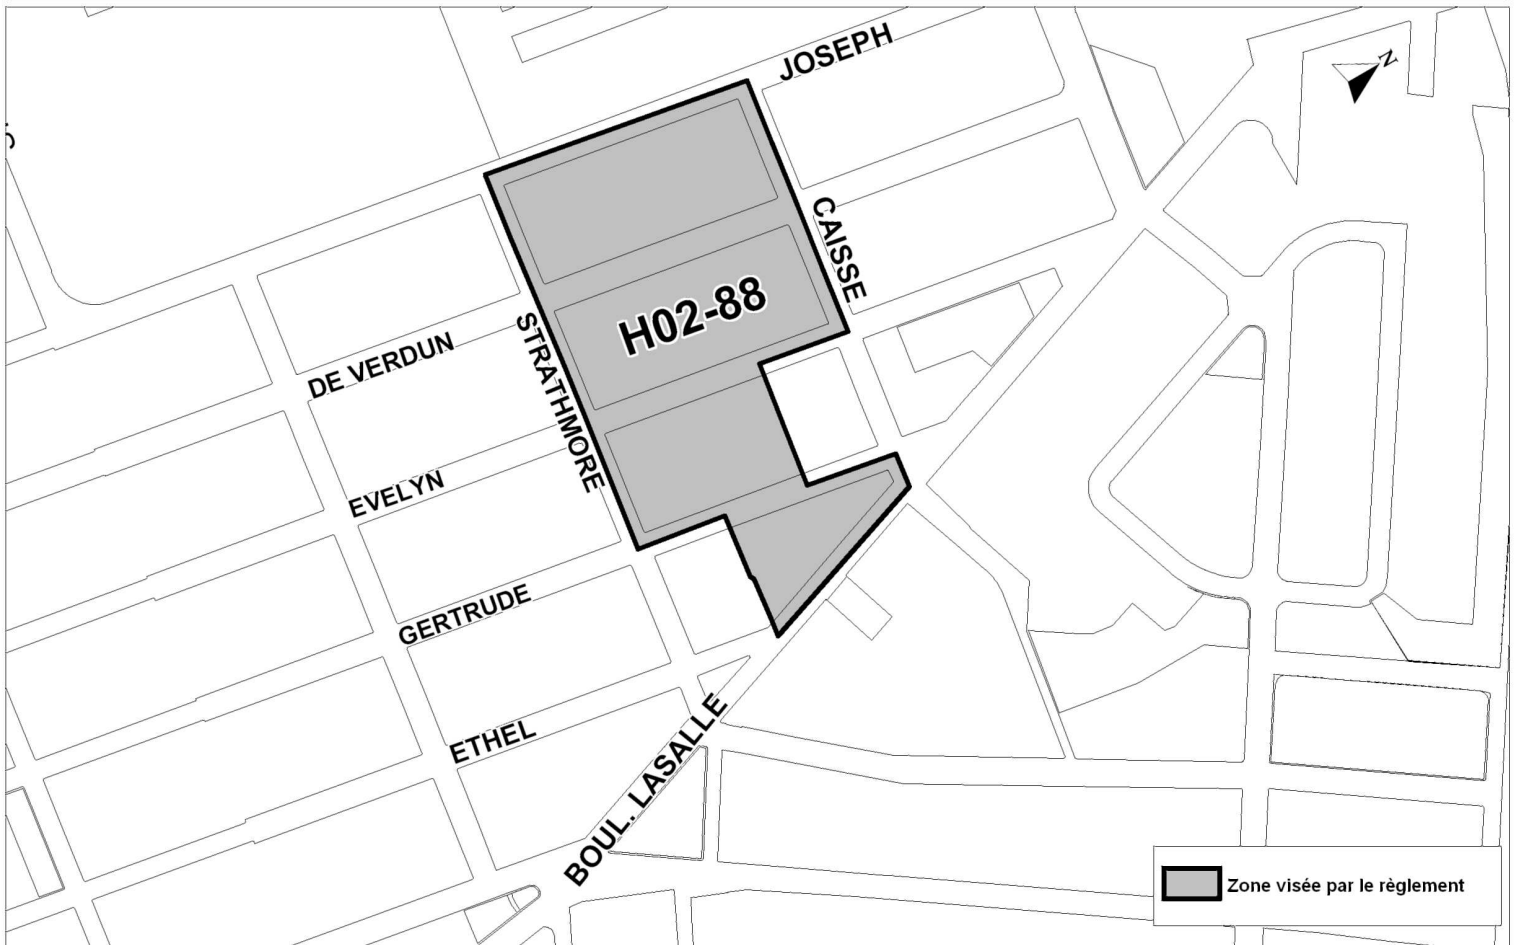 JOSEPH
N
CAISSE
H02-88
STRATHMORE
DE VERDUN
EVELYN
GERTRUDE
ETHEL
BOUL. LASALLE
Zone visée par le règlement